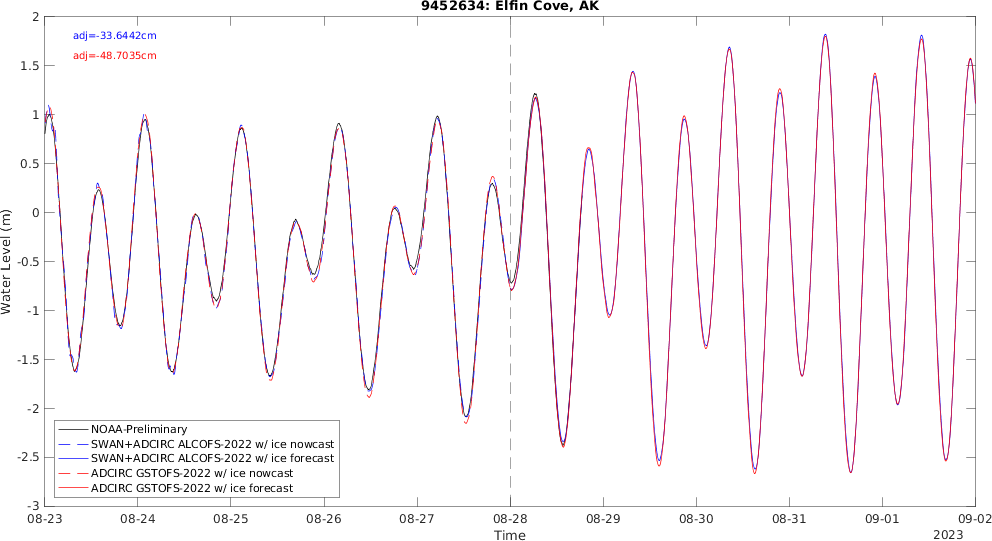 9452634: Elfin Cove, AK
adj=-33.6442cm
adj=-48.7035cm
2
1.5
1
0.5
0
-0.5
-1
-1.5
-2
-2.5
-3
Water Level (m)
NOAA-Preliminary
SWAN+ADCIRC ALCOFS-2022 w/ ice nowcast
SWAN+ADCIRC ALCOFS-2022 w/ ice forecast
ADCIRC GSTOFS-2022 w/ ice nowcast
ADCIRC GSTOFS-2022 w/ ice forecast
08-23 08-24 08-25 08-26 08-27 08-28 08-29 08-30 08-31 09-01 09-02
Time
2023